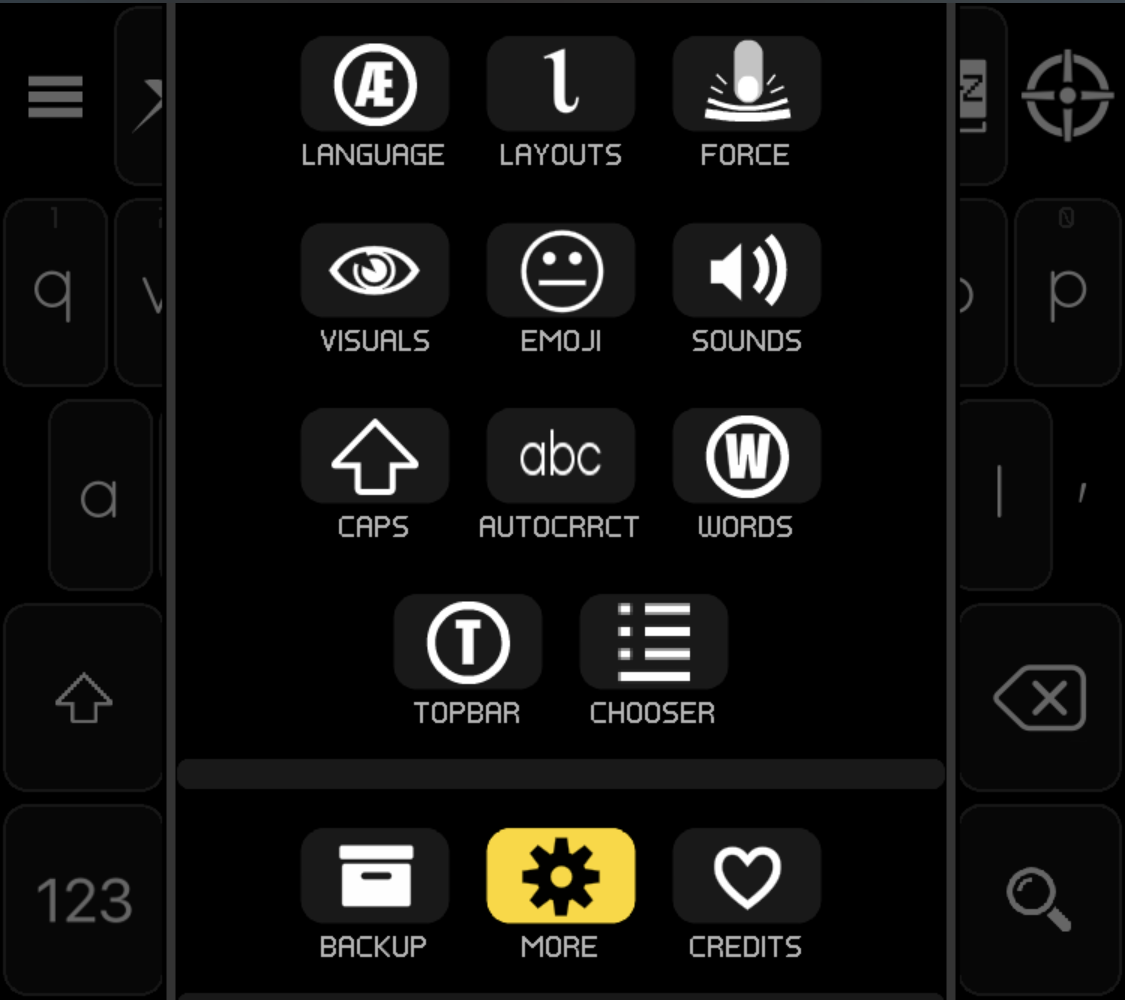 Æ
LANGUAGE LAYOUTS FORCE
1 0
q p
VISUALS EMOJI SOUNDS
a abc W l ,
CAPS AUTOCRRCT WORDS
T
TOPBAR CHOOSER
123
BACKUP MORE CREDITS